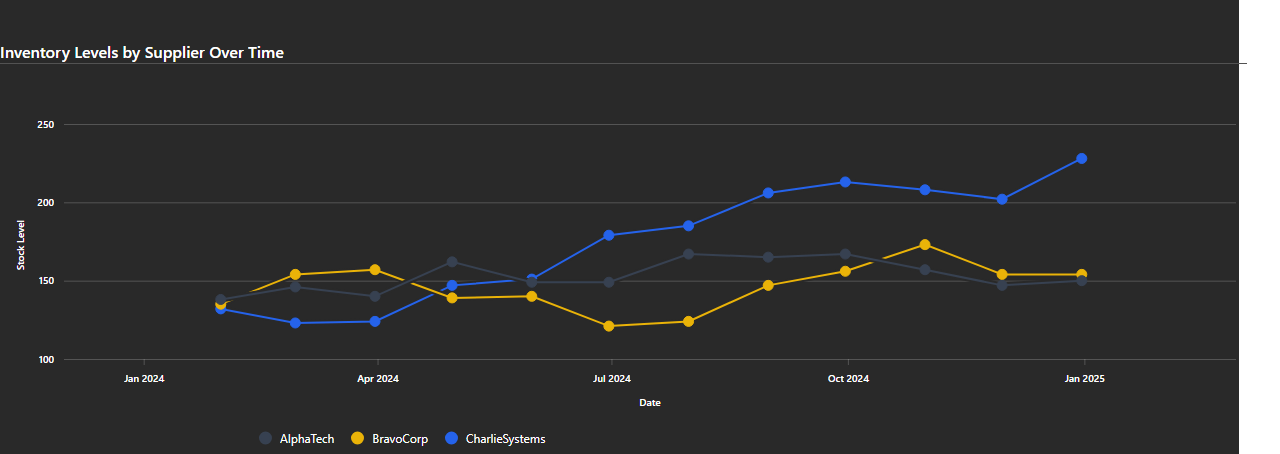 Inventory Levels by Supplier Over Time
250
200
150
100
Stock Level
Jan 2024
Apr 2024
Jul 2024
Oct 2024
Jan 2025
Date
AlphaTech
BravoCorp
CharlieSystems